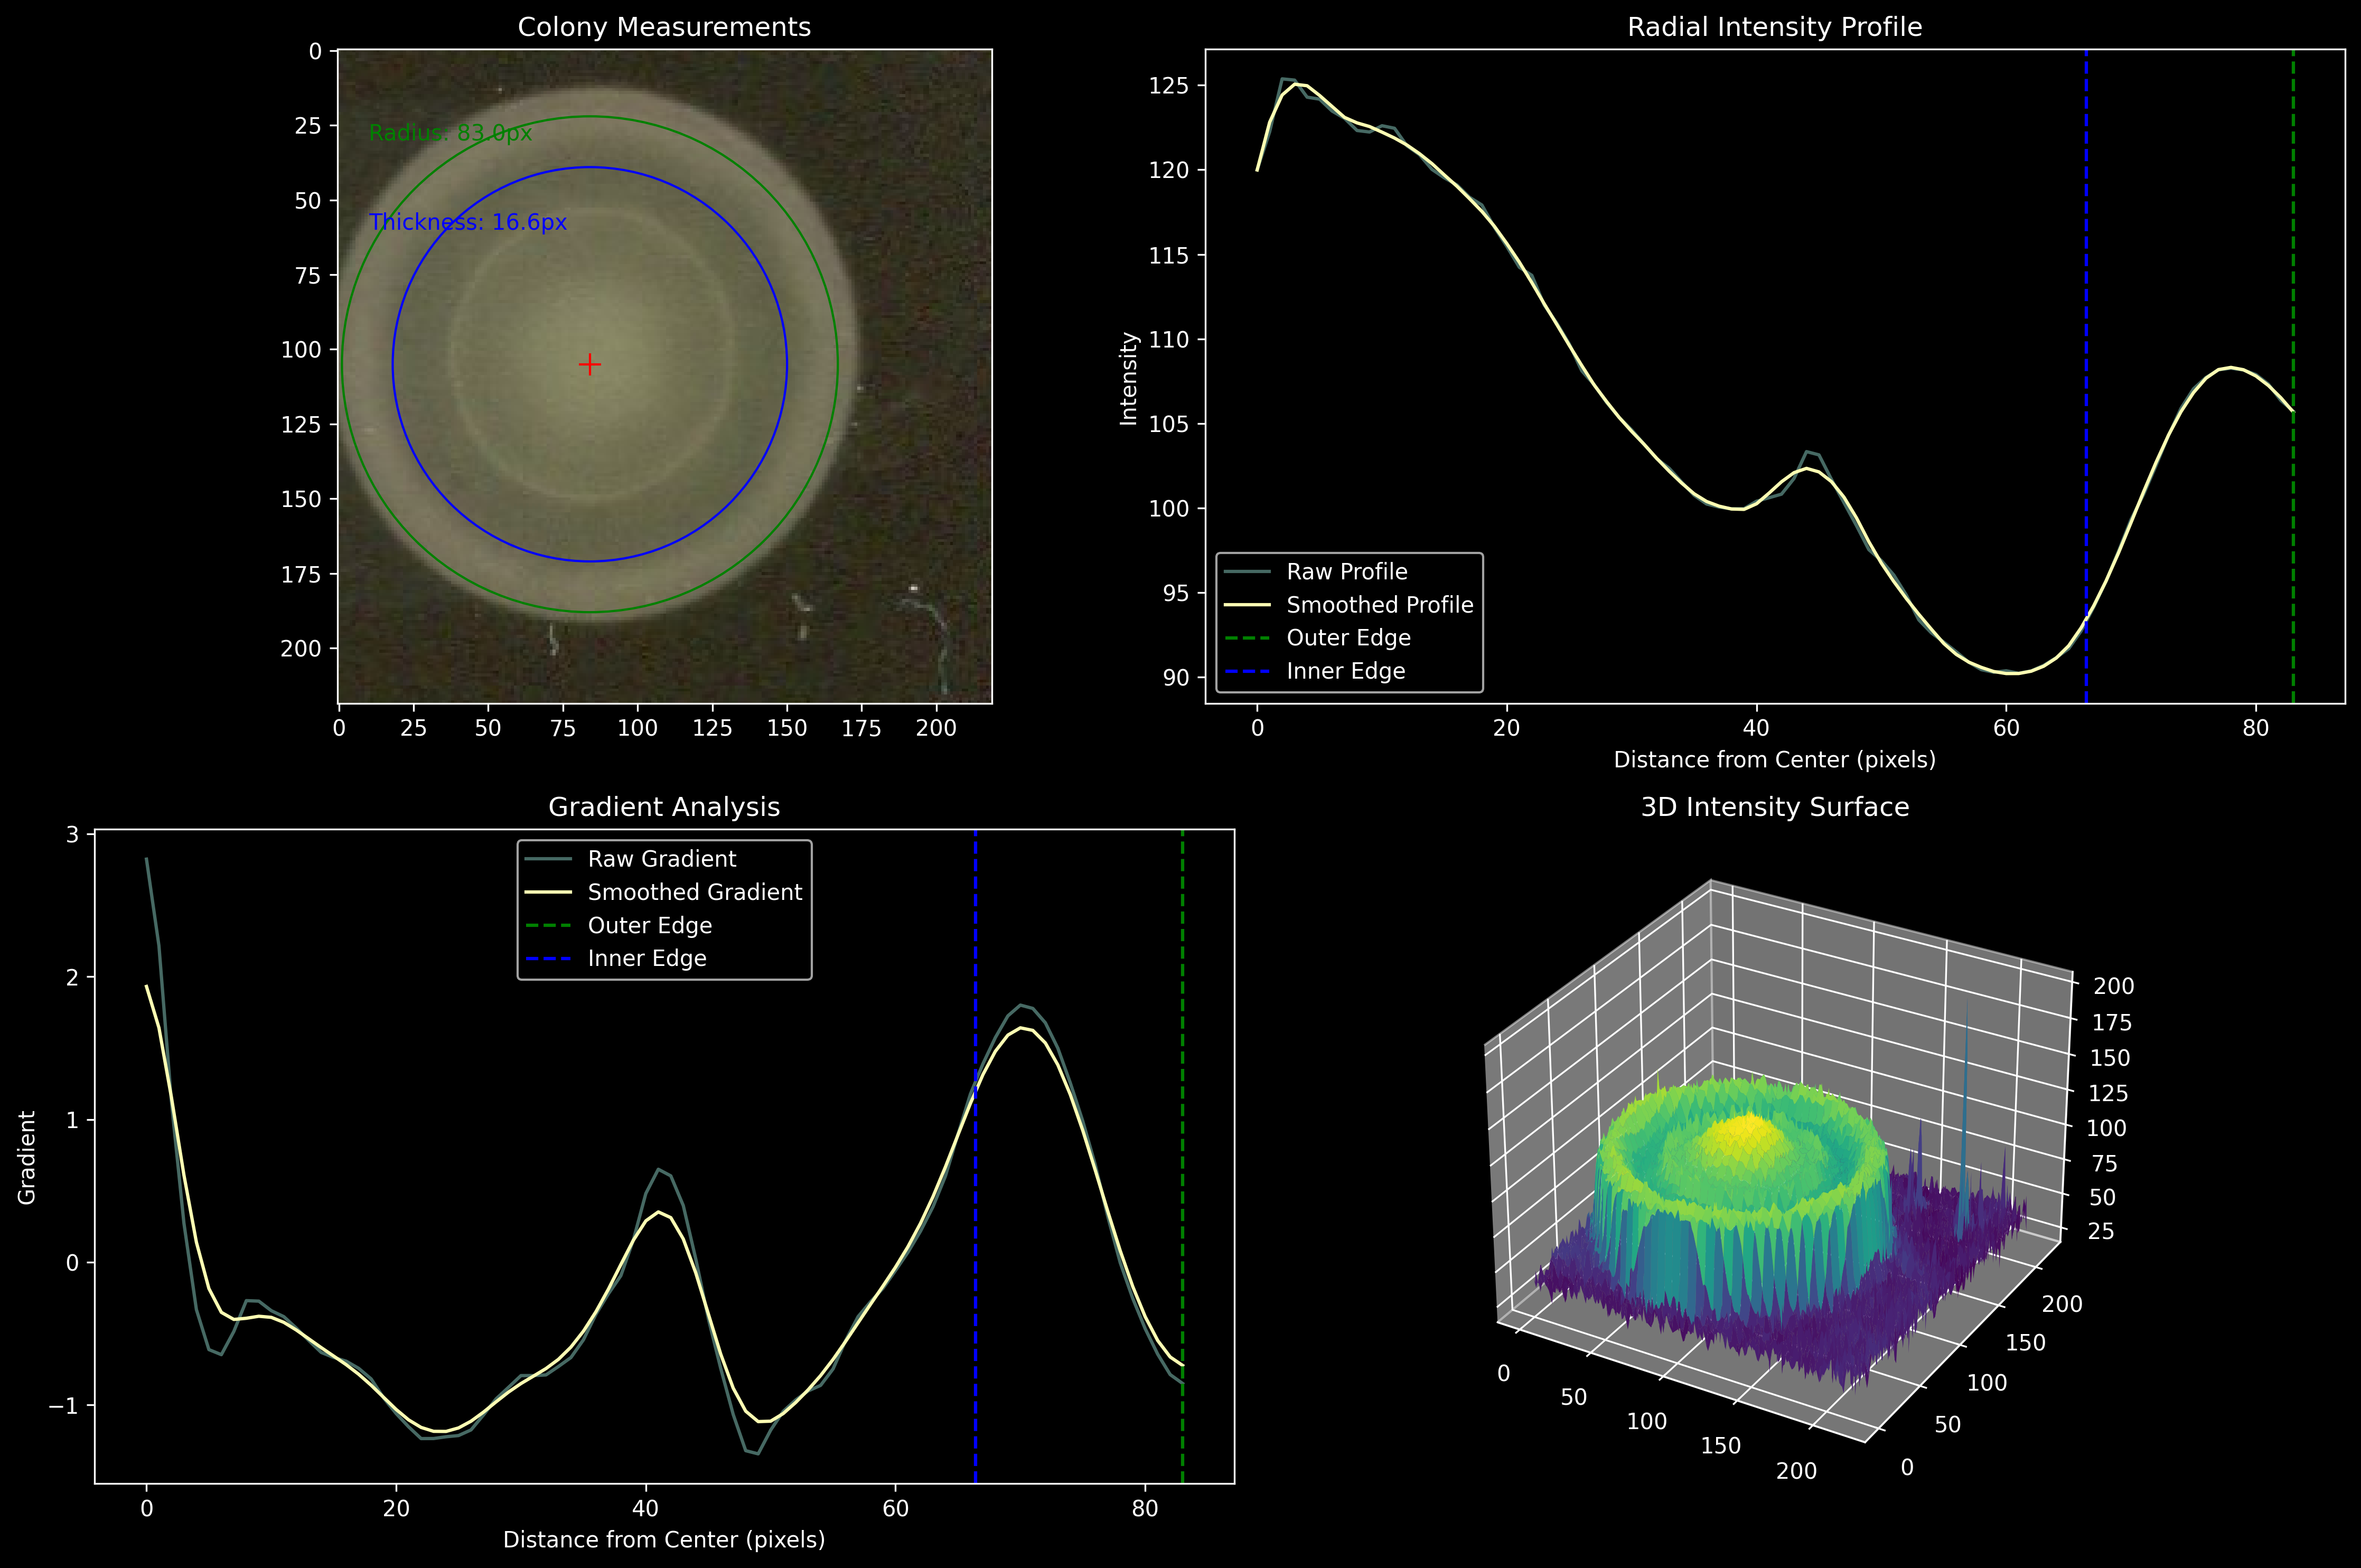 Colony Measurements
0
25
50
75
100
125
150
175
200
Radius: 83.0px
Thickness: 16.6px
0 25 50 75 100 125 150 175 200
Radial Intensity Profile
Intensity
125
120
115
110
105
100
95
90
Raw Profile
Smoothed Profile
Outer Edge
Inner Edge
0 20 40 60 80
Distance from Center (pixels)
Gradient Analysis
Gradient
3
2
1
0
−1
Raw Gradient
Smoothed Gradient
Outer Edge
Inner Edge
0 20 40 60 80
Distance from Center (pixels)
3D Intensity Surface
200
175
150
125
100
75
50
25
0
50
100
150
200
200
150
100
50
0